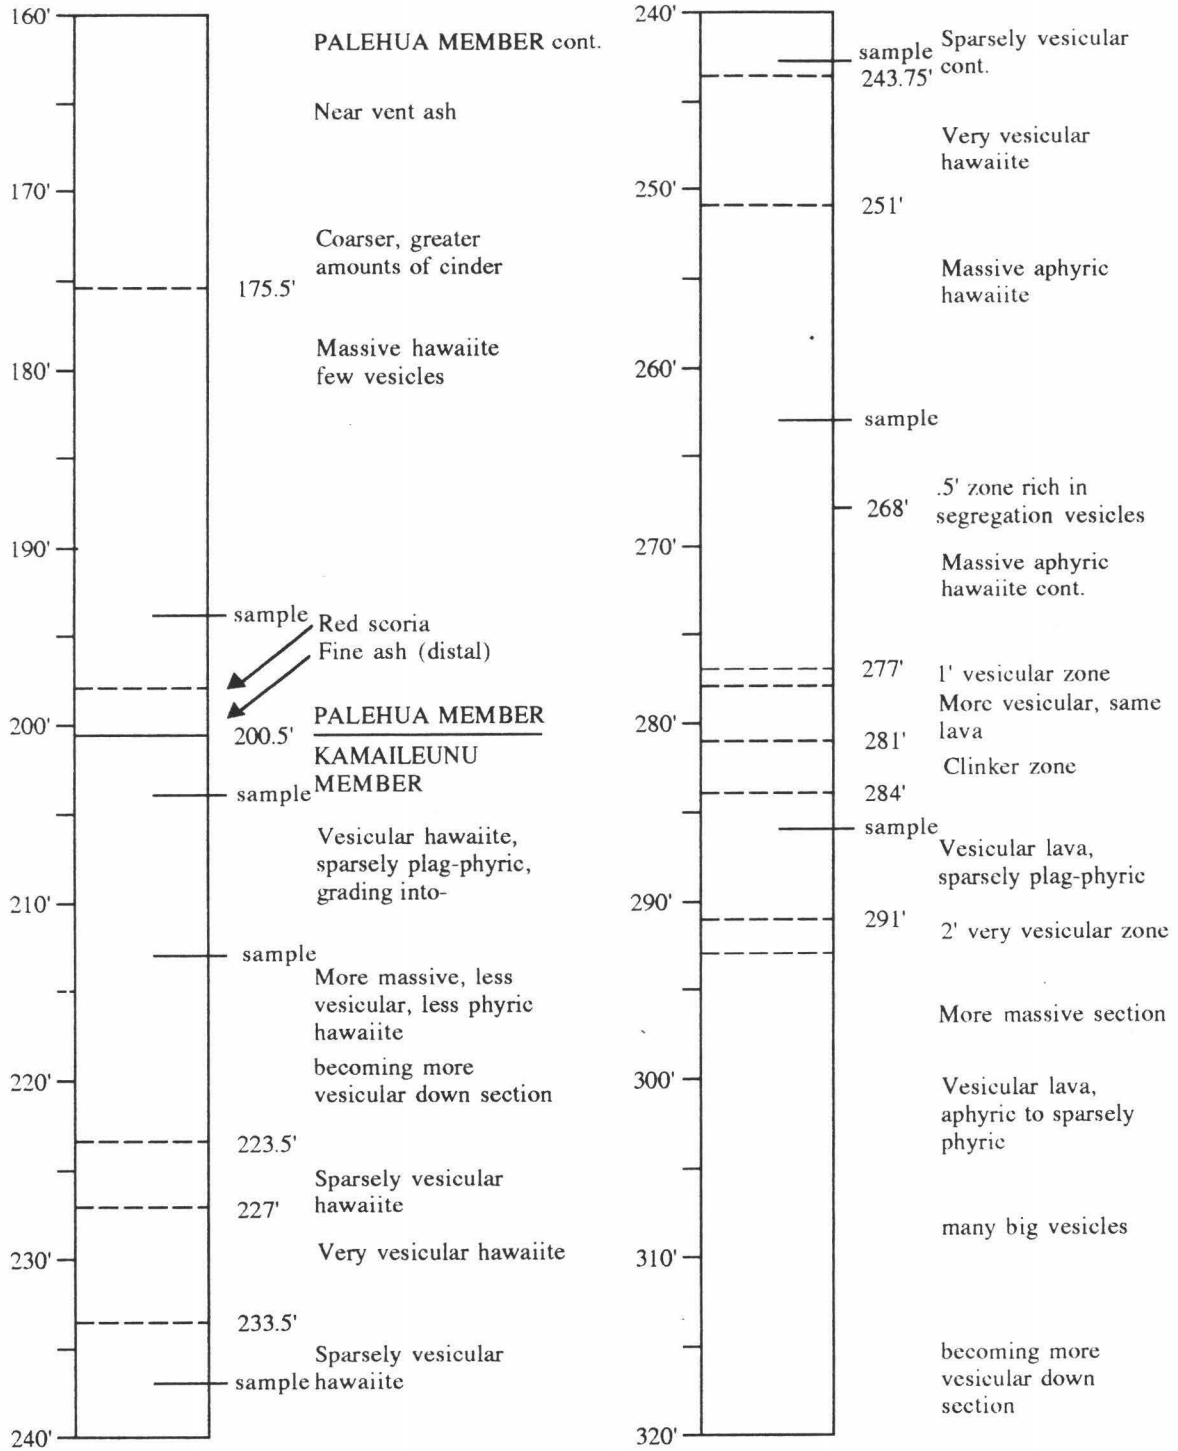 160'
PALEHUA MEMBER cont.
Near vent ash
170'
Coarser, greater
amounts of cinder
175.5'
Massive hawaiite
few vesicles
180'
190'
sample
Red scoria
Fine ash (distal)
200'
PALEHUA MEMBER
200.5'
KAMAILEUNU
MEMBER
sample
Vesicular hawaiite,
sparsely plag-phyric,
grading into-
210'
sample
More massive, less
vesicular, less phyric
hawaiite
becoming more
vesicular down section
220'
223.5'
Sparsely vesicular
hawaiite
227'
Very vesicular hawaiite
230'
233.5'
Sparsely vesicular
hawaiite
sample
240'
240'
Sparsely vesicular
cont.
sample
243.75'
Very vesicular
hawaiite
250'
251'
Massive aphyric
hawaiite
260'
sample
.5' zone rich in
segregation vesicles
268'
270'
Massive aphyric
hawaiite cont.
277'
1' vesicular zone
More vesicular, same
lava
280'
281'
Clinker zone
284'
sample
Vesicular lava,
sparsely plag-phyric
290'
291'
2' very vesicular zone
More massive section
300'
Vesicular lava,
aphyric to sparsely
phyric
many big vesicles
310'
becoming more
vesicular down
section
320'